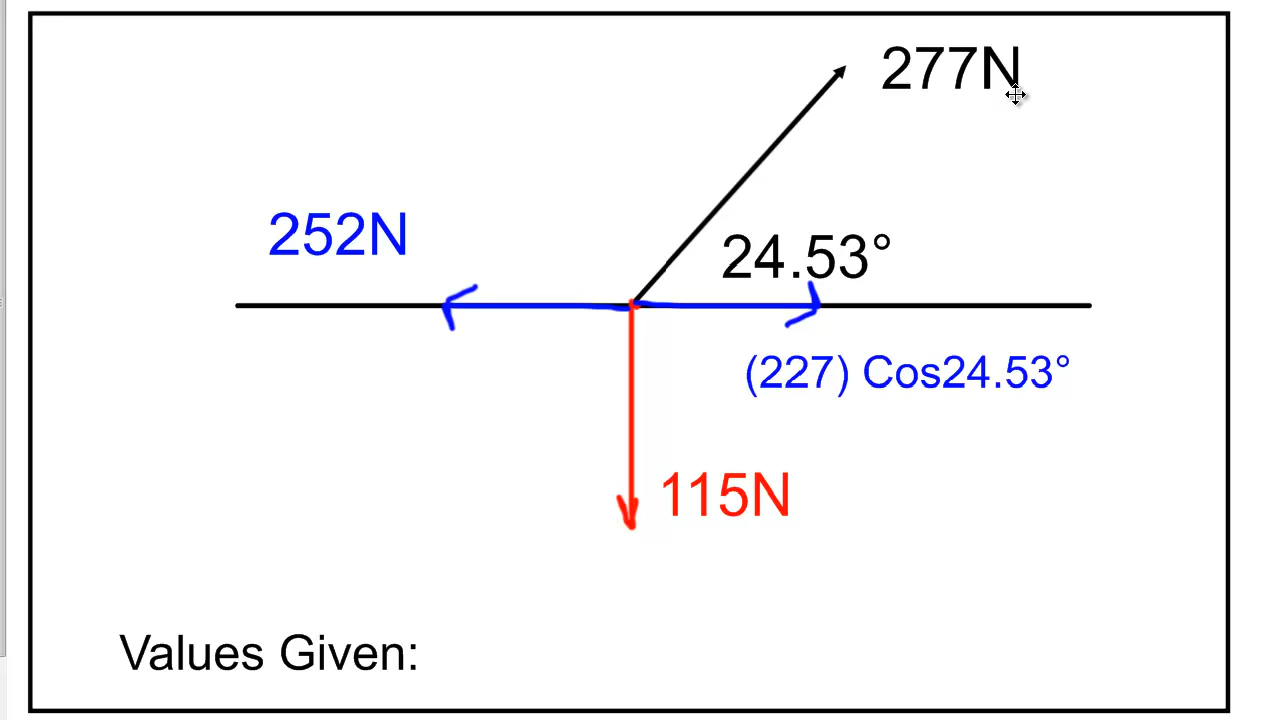 277N
252N
24.53°
(227) Cos24.53°
115N
Values Given: